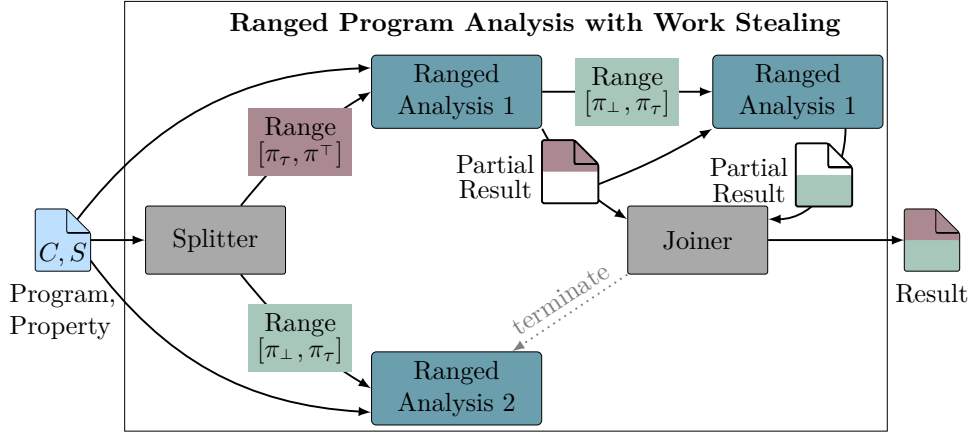 Ranged Program Analysis with Work Stealing
Ranged
Analysis 1
Range
[π⊥, πτ]
Ranged
Analysis 1
Range
[πτ, π⊤]
Partial
Result
Partial
Result
C, S
Program,
Property
Splitter
Joiner
Result
terminate
Range
[π⊥, πτ]
Ranged
Analysis 2